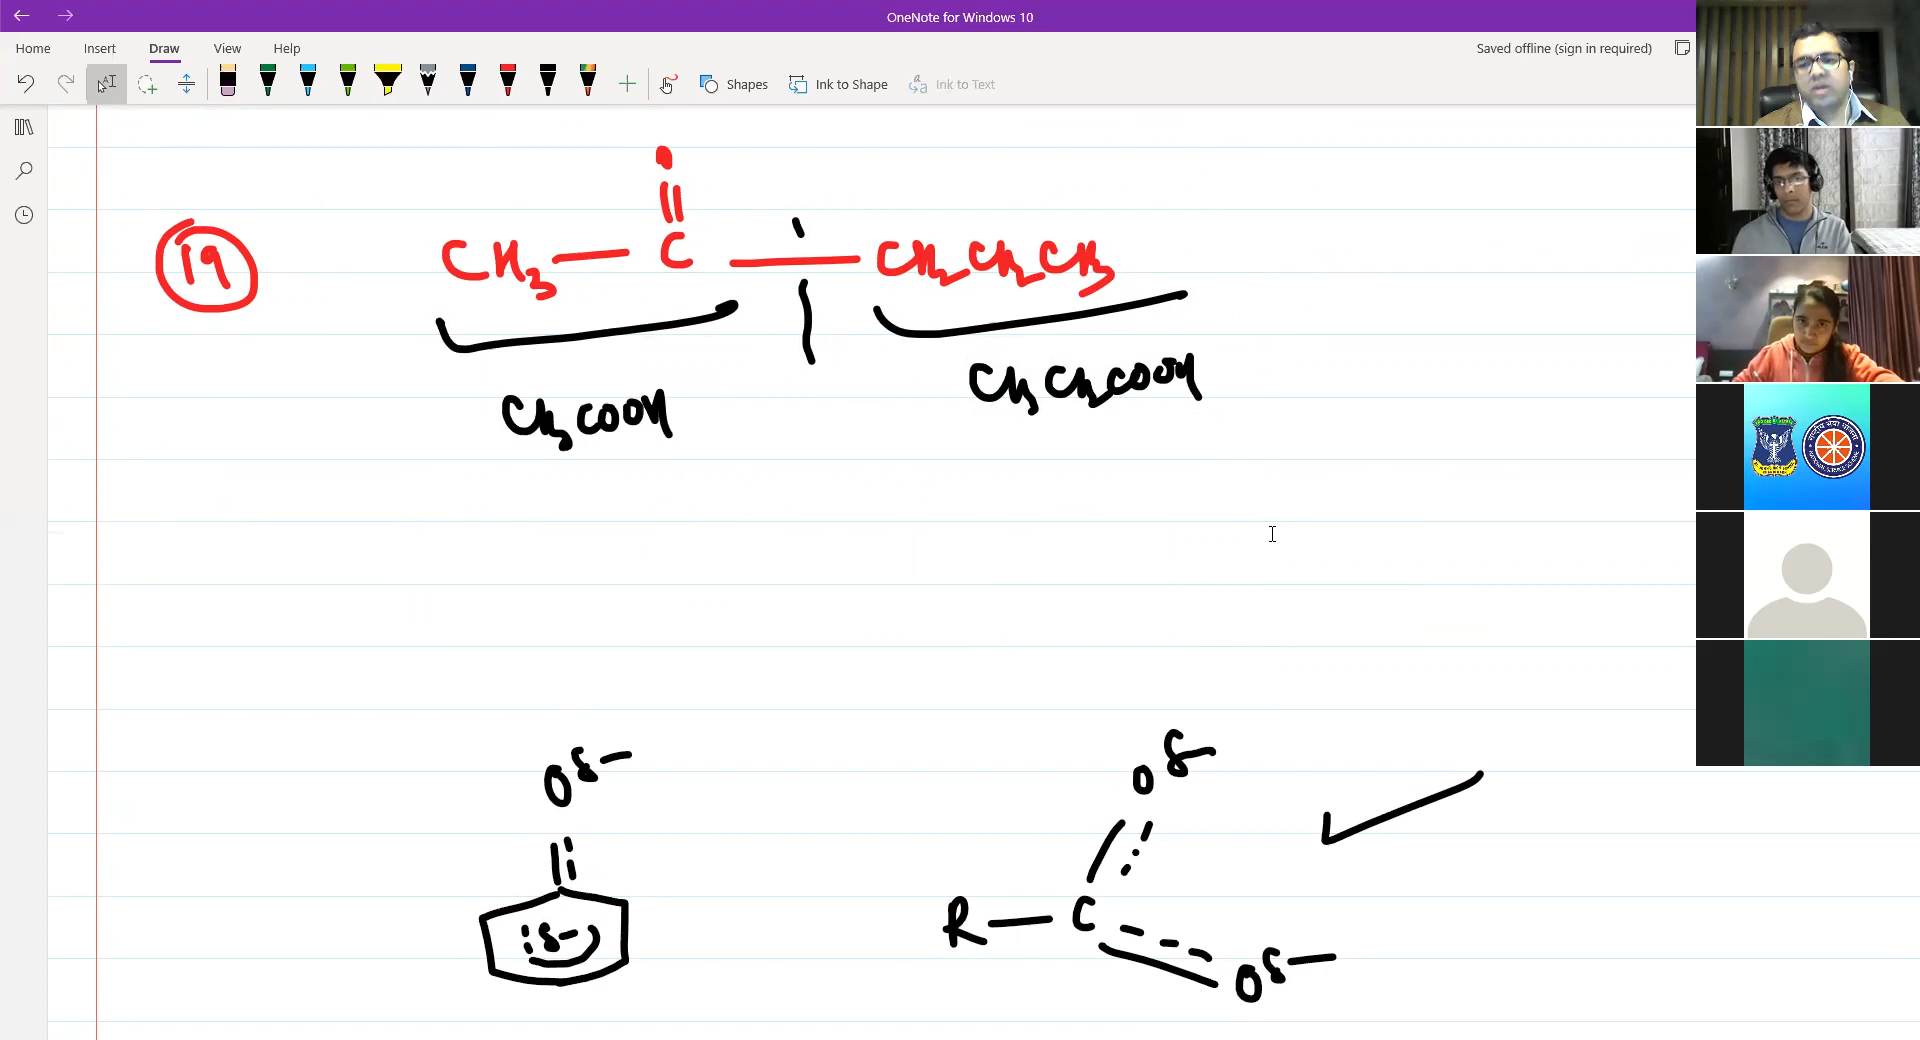 OneNote for Windows 10
Home Insert Draw View Help
Saved offline (sign in required)
Shapes Ink to Shape Ink to Text
19
CH3 — C — CH2CH2CH3
CH3COOH
CH3CH2COOH
Oδ− Oδ−
δ− R — C
Oδ−